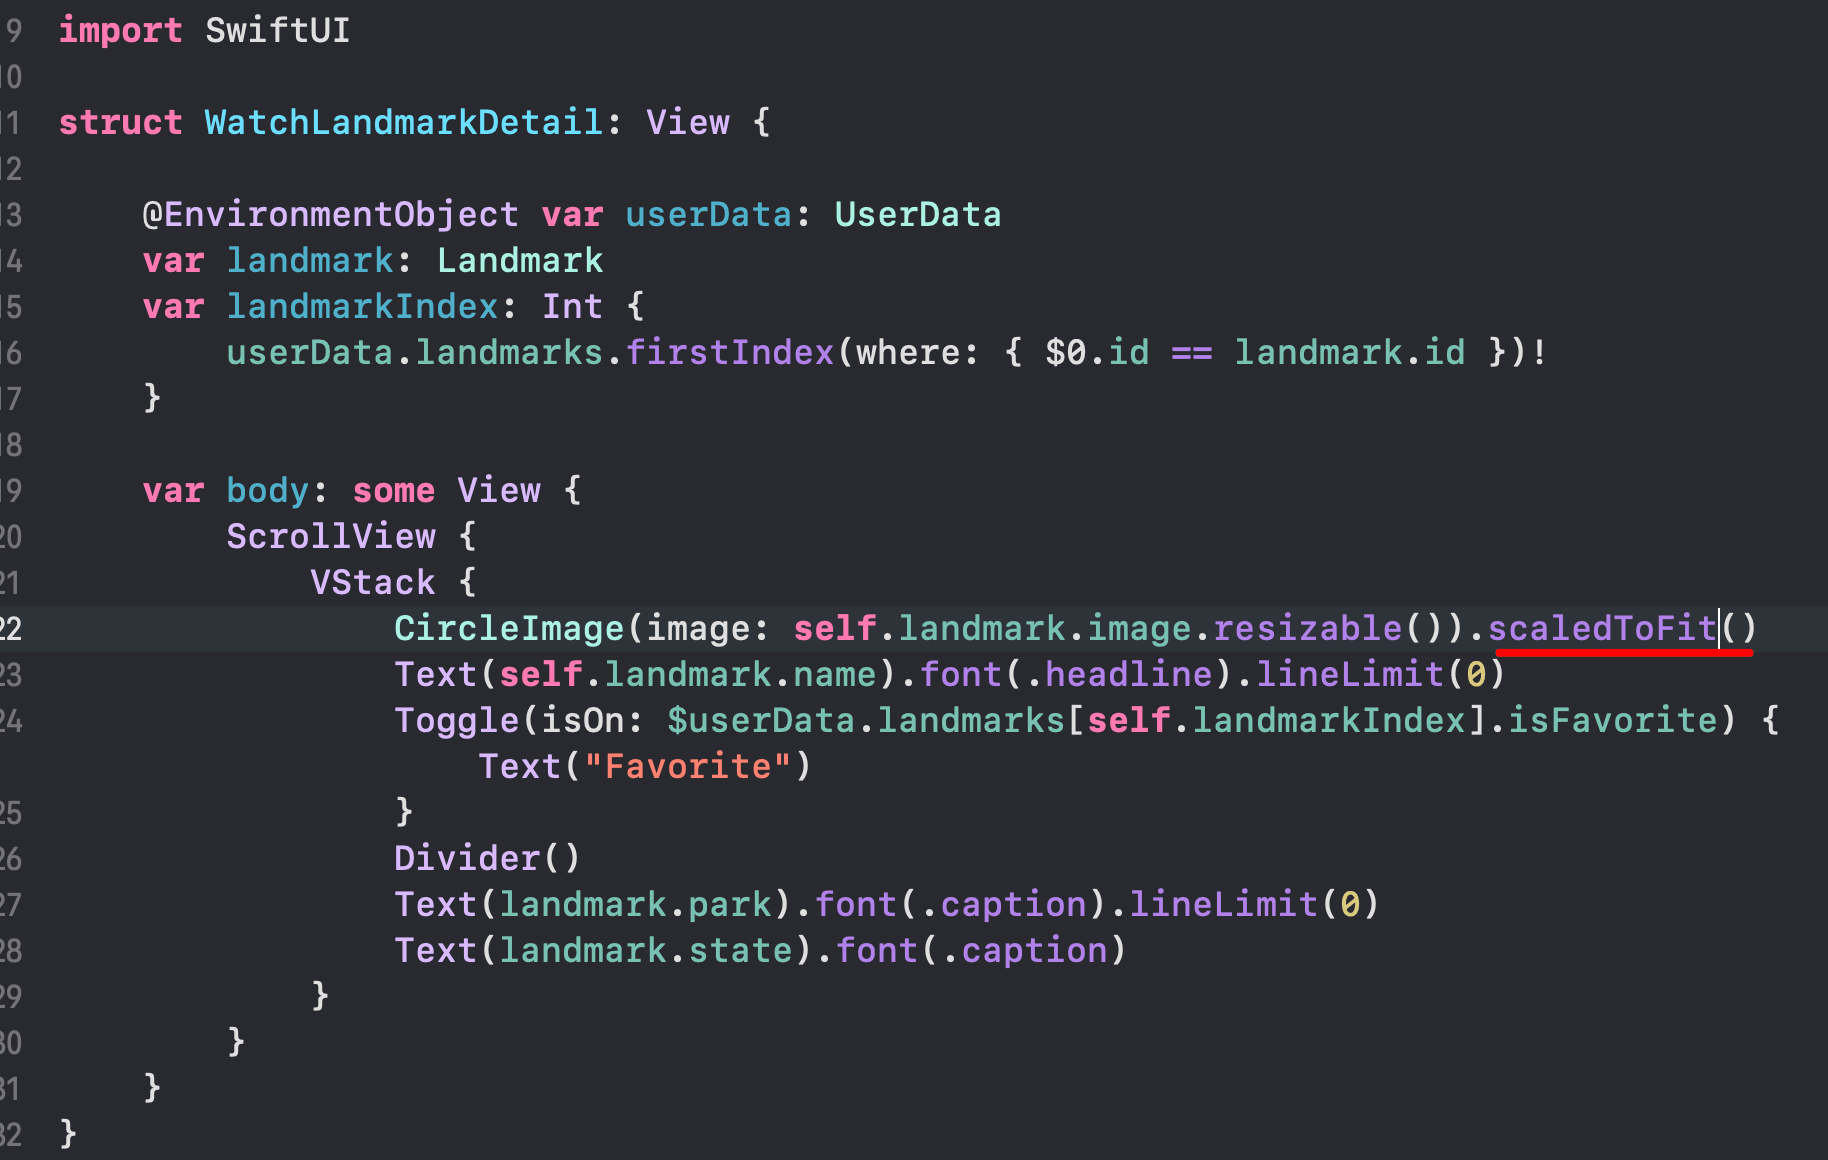 9 import SwiftUI
10
11 struct WatchLandmarkDetail: View {
12
13 @EnvironmentObject var userData: UserData
14 var landmark: Landmark
15 var landmarkIndex: Int {
16 userData.landmarks.firstIndex(where: { $0.id == landmark.id })!
17 }
18
19 var body: some View {
20 ScrollView {
21 VStack {
22 CircleImage(image: self.landmark.image.resizable()).scaledToFit()
23 Text(self.landmark.name).font(.headline).lineLimit(0)
24 Toggle(isOn: $userData.landmarks[self.landmarkIndex].isFavorite) {
Text("Favorite")
25 }
26 Divider()
27 Text(landmark.park).font(.caption).lineLimit(0)
28 Text(landmark.state).font(.caption)
29 }
30 }
31 }
32 }